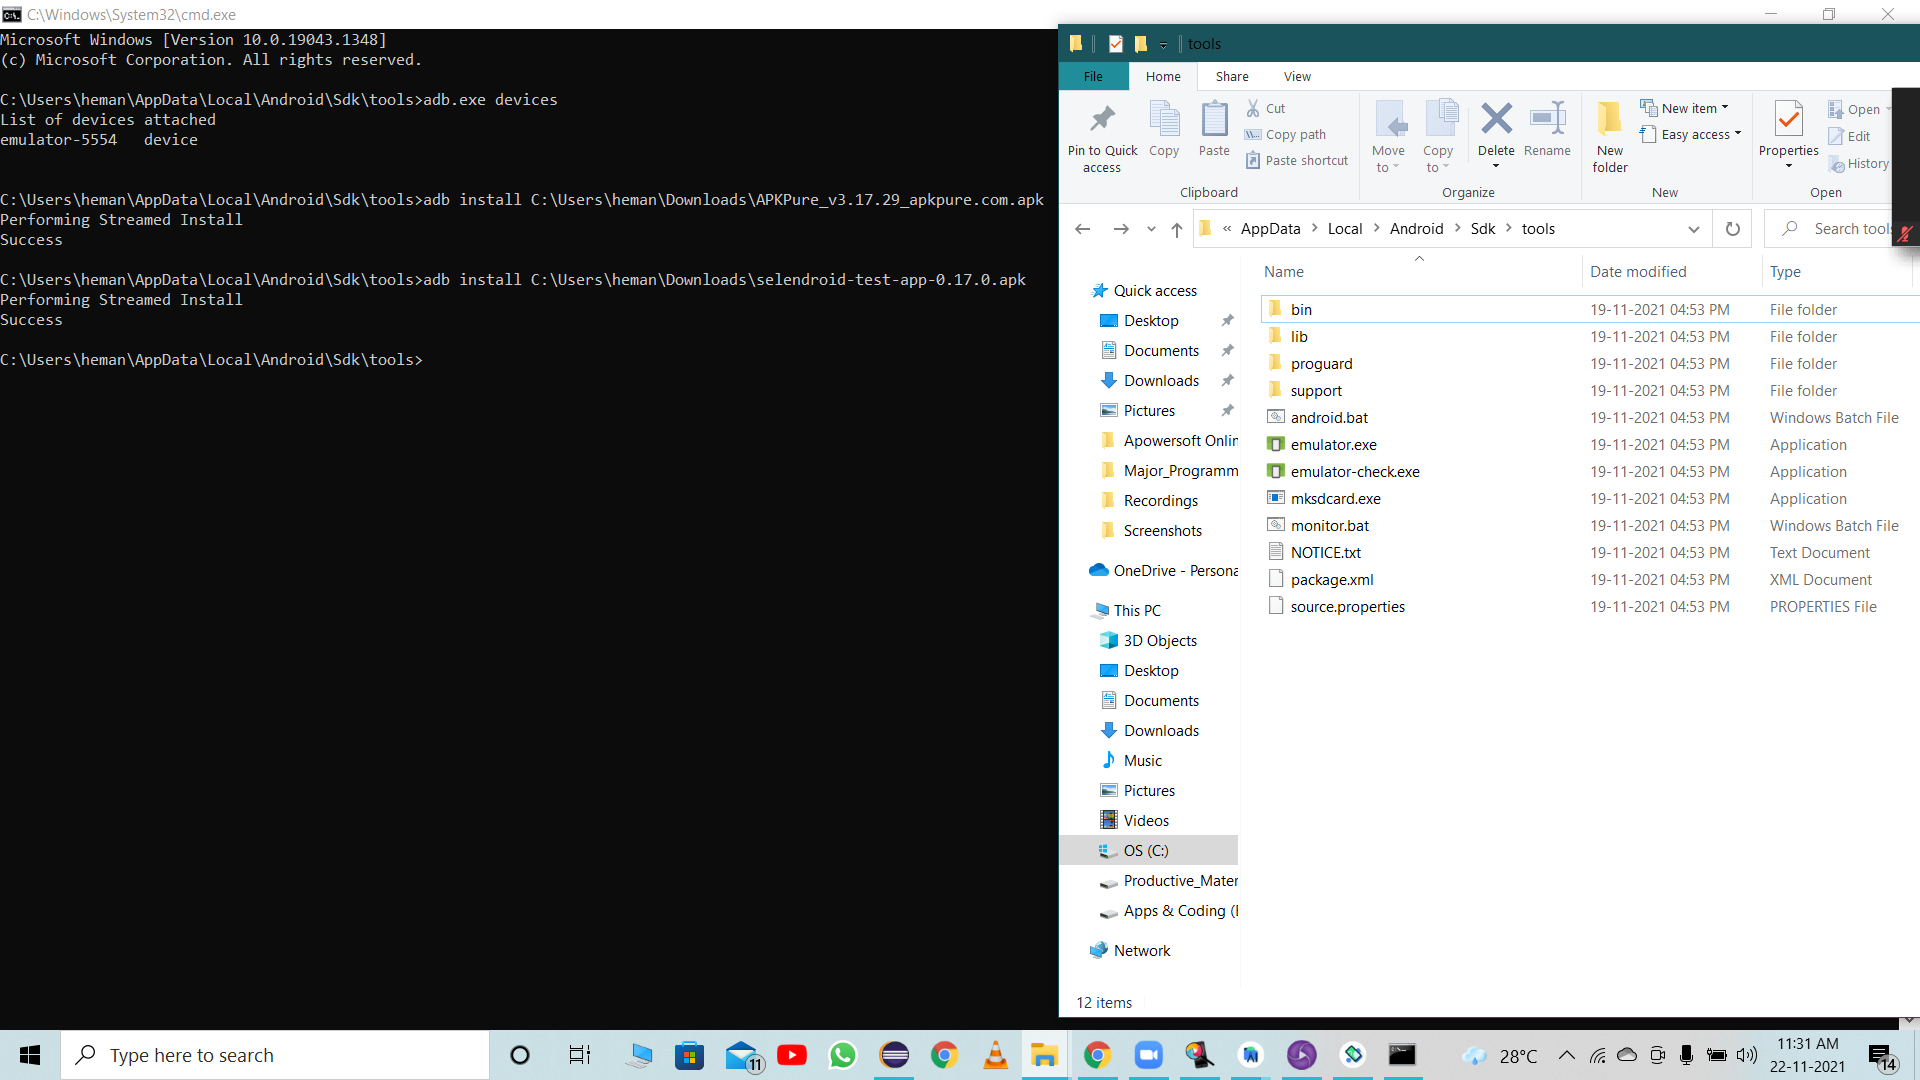 C:\Windows\System32\cmd.exe
Microsoft Windows [Version 10.0.19043.1348]
(c) Microsoft Corporation. All rights reserved.
C:\Users\heman\AppData\Local\Android\Sdk\tools>adb.exe devices
List of devices attached
emulator-5554   device
C:\Users\heman\AppData\Local\Android\Sdk\tools>adb install C:\Users\heman\Downloads\APKPure_v3.17.29_apkpure.com.apk
Performing Streamed Install
Success
C:\Users\heman\AppData\Local\Android\Sdk\tools>adb install C:\Users\heman\Downloads\selendroid-test-app-0.17.0.apk
Performing Streamed Install
Success
C:\Users\heman\AppData\Local\Android\Sdk\tools>
tools
File Home Share View
Pin to Quick access
Copy
Paste
Cut
Copy path
Paste shortcut
Clipboard
Move to
Copy to
Delete
Rename
Organize
New folder
New item
Easy access
New
Properties
Open
Edit
History
Open
« AppData > Local > Android > Sdk > tools
Search tools
Name Date modified Type
bin 19-11-2021 04:53 PM File folder
lib 19-11-2021 04:53 PM File folder
proguard 19-11-2021 04:53 PM File folder
support 19-11-2021 04:53 PM File folder
android.bat 19-11-2021 04:53 PM Windows Batch File
emulator.exe 19-11-2021 04:53 PM Application
emulator-check.exe 19-11-2021 04:53 PM Application
mksdcard.exe 19-11-2021 04:53 PM Application
monitor.bat 19-11-2021 04:53 PM Windows Batch File
NOTICE.txt 19-11-2021 04:53 PM Text Document
package.xml 19-11-2021 04:53 PM XML Document
source.properties 19-11-2021 04:53 PM PROPERTIES File
Quick access
Desktop
Documents
Downloads
Pictures
Apowersoft Onlin
Major_Programm
Recordings
Screenshots
OneDrive - Persona
This PC
3D Objects
Desktop
Documents
Downloads
Music
Pictures
Videos
OS (C:)
Productive_Mater
Apps & Coding (
Network
12 items
Type here to search
11
28°C
11:31 AM
22-11-2021
14